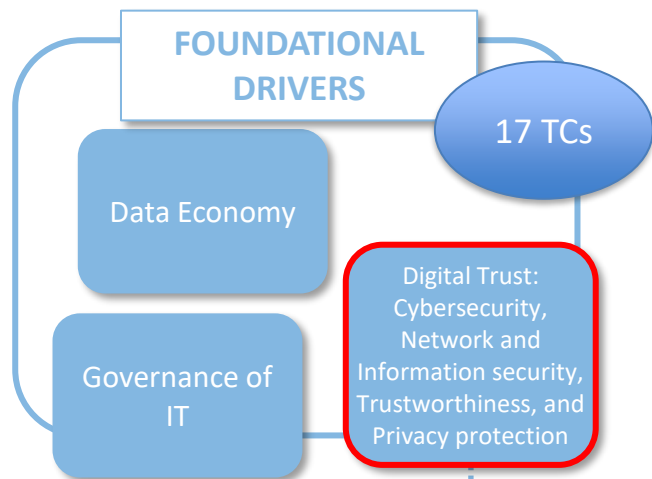 FOUNDATIONAL
DRIVERS
17 TCs
Data Economy
Digital Trust:
Cybersecurity,
Network and
Information security,
Trustworthiness, and
Privacy protection
Governance of
IT